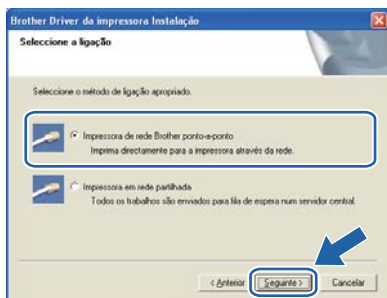 Brother Driver da impressora Instalação
Seleccione a ligação
Seleccione o método de ligação apropriado.
Impressora de rede Brother ponto-a-ponto
Imprima directamente para a impressora através da rede.
Impressora em rede partilhada
Todos os trabalhos são enviados para fila de espera num servidor central.
< Anterior Seguinte > Cancelar